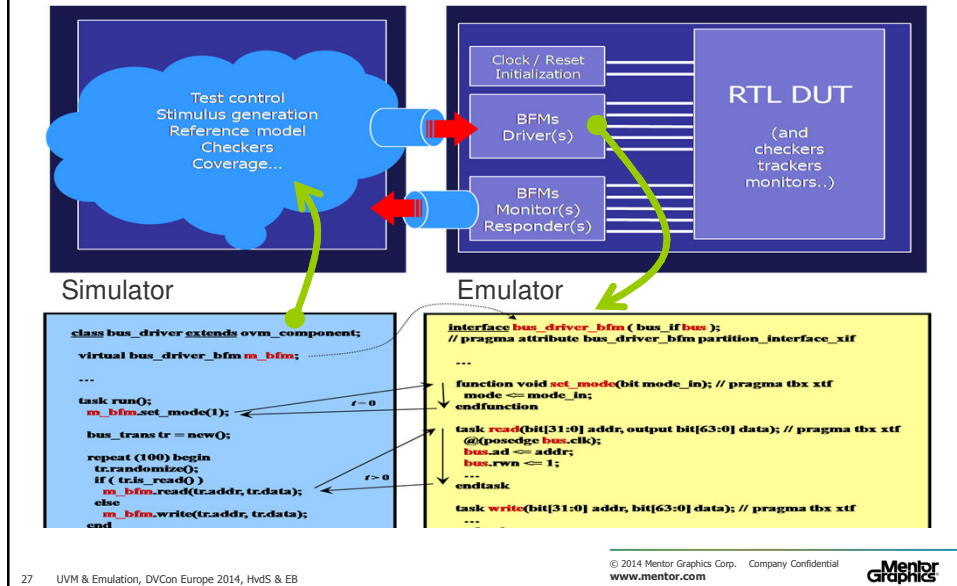 Test control
Stimulus generation
Reference model
Checkers
Coverage...
Clock / Reset
Initialization
BFMs
Driver(s)
BFMs
Monitor(s)
Responder(s)
RTL DUT
(and
checkers
trackers
monitors..)
Simulator
Emulator
class bus_driver extends ovm_component;
virtual bus_driver_bfm m_bfm;
...
task run();
m_bfm.set_mode(1);
bus_trans tr = new();
repeat (100) begin
tr.randomize();
if ( tr.is_read() )
m_bfm.read(tr.addr, tr.data);
else
m_bfm.write(tr.addr, tr.data);
end
t=0
t>0
interface bus_driver_bfm ( bus_if bus );
// pragma attribute bus_driver_bfm partition_interface_xif
...
function void set_mode(bit mode_in); // pragma tbx xtf
mode <= mode_in;
endfunction
task read(bit[31:0] addr, output bit[63:0] data); // pragma tbx xtf
@(posedge bus.clk);
bus.ad <= addr;
bus.rwn <= 1;
...
endtask
task write(bit[31:0] addr, bit[63:0] data); // pragma tbx xtf
...
27 UVM & Emulation, DVCon Europe 2014, HvdS & EB
© 2014 Mentor Graphics Corp. Company Confidential
www.mentor.com
Mentor
Graphics